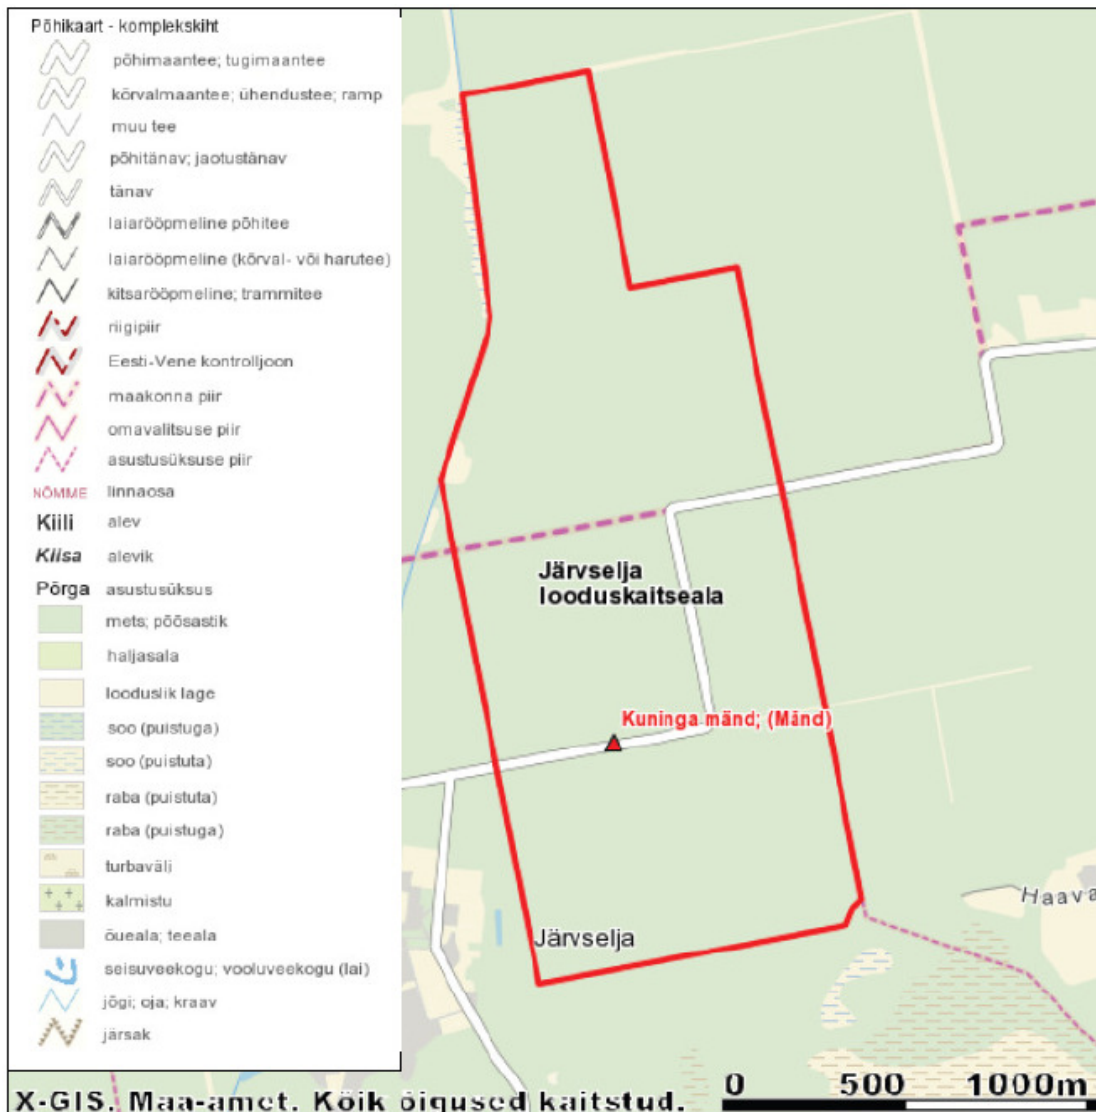 Põhikaart - komplekskiht
põhimaantee; tugimaantee
kõrvalmaantee; ühendustee; ramp
muu tee
põhitänav; jaotustänav
tänav
laiarööpmeline põhitee
laiarööpmeline (kõrval- või harutee)
kitsarööpmeline; trammitee
riigipiir
Eesti-Vene kontrolljoon
maakonna piir
omavalitsuse piir
asustusüksuse piir
NÕMME linnaosa
Kiili alev
Kiisa alevik
Põrga asustusüksus
mets; põõsastik
haljasala
looduslik lage
soo (puistuga)
soo (puistuta)
raba (puistuta)
raba (puistuga)
turbaväli
kalmistu
õueala; teeala
seisuveekogu; vooluveekogu (lai)
jõgi; oja; kraav
järsak
Järvselja
looduskaitseala
Kuninga mänd; (Mänd)
Haava
Järvselja
0 500 1000m
X-GIS. Maa-amet. Kõik õigused kaitstud.